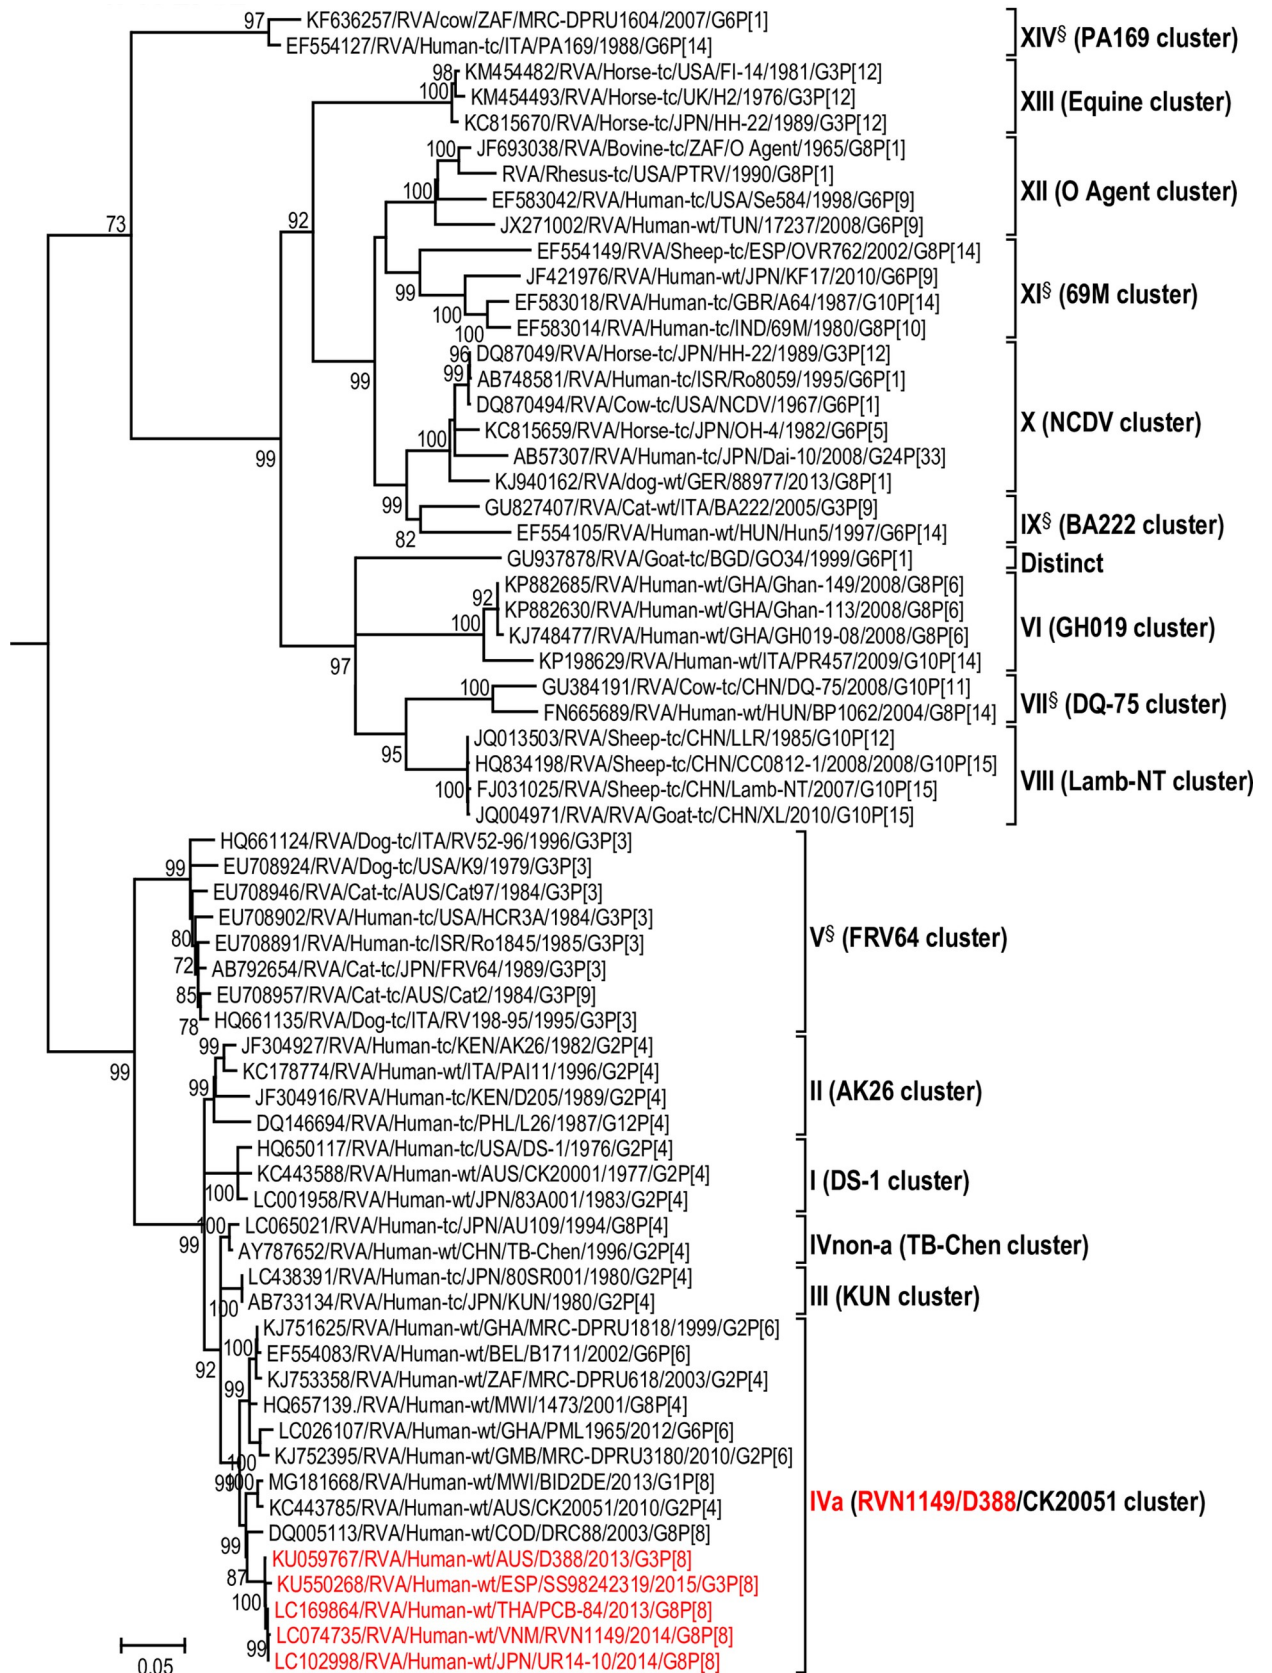 97
KF636257/RVA/cow/ZAF/MRC-DPRU1604/2007/G6P[1]
EF554127/RVA/Human-tc/ITA/PA169/1988/G6P[14]
XIV§ (PA169 cluster)
98
KM454482/RVA/Horse-tc/USA/FI-14/1981/G3P[12]
100
KM454493/RVA/Horse-tc/UK/H2/1976/G3P[12]
KC815670/RVA/Horse-tc/JPN/HH-22/1989/G3P[12]
XIII (Equine cluster)
100
JF693038/RVA/Bovine-tc/ZAF/O Agent/1965/G8P[1]
RVA/Rhesus-tc/USA/PTRV/1990/G8P[1]
100
EF583042/RVA/Human-tc/USA/Se584/1998/G6P[9]
JX271002/RVA/Human-wt/TUN/17237/2008/G6P[9]
XII (O Agent cluster)
73
92
EF554149/RVA/Sheep-tc/ESP/OVR762/2002/G8P[14]
JF421976/RVA/Human-wt/JPN/KF17/2010/G6P[9]
99
EF583018/RVA/Human-tc/GBR/A64/1987/G10P[14]
100
EF583014/RVA/Human-tc/IND/69M/1980/G8P[10]
100
XI§ (69M cluster)
96
DQ87049/RVA/Horse-tc/JPN/HH-22/1989/G3P[12]
99
AB748581/RVA/Human-tc/ISR/Ro8059/1995/G6P[1]
99
DQ870494/RVA/Cow-tc/USA/NCDV/1967/G6P[1]
KC815659/RVA/Horse-tc/JPN/OH-4/1982/G6P[5]
100
AB57307/RVA/Human-tc/JPN/Dai-10/2008/G24P[33]
99
KJ940162/RVA/dog-wt/GER/88977/2013/G8P[1]
X (NCDV cluster)
99
GU827407/RVA/Cat-wt/ITA/BA222/2005/G3P[9]
EF554105/RVA/Human-wt/HUN/Hun5/1997/G6P[14]
82
IX§ (BA222 cluster)
GU937878/RVA/Goat-tc/BGD/GO34/1999/G6P[1]
Distinct
KP882685/RVA/Human-wt/GHA/Ghan-149/2008/G8P[6]
92
KP882630/RVA/Human-wt/GHA/Ghan-113/2008/G8P[6]
100
KJ748477/RVA/Human-wt/GHA/GH019-08/2008/G8P[6]
KP198629/RVA/Human-wt/ITA/PR457/2009/G10P[14]
VI (GH019 cluster)
97
100
GU384191/RVA/Cow-tc/CHN/DQ-75/2008/G10P[11]
FN665689/RVA/Human-wt/HUN/BP1062/2004/G8P[14]
VII§ (DQ-75 cluster)
95
JQ013503/RVA/Sheep-tc/CHN/LLR/1985/G10P[12]
HQ834198/RVA/Sheep-tc/CHN/CC0812-1/2008/2008/G10P[15]
100
FJ031025/RVA/Sheep-tc/CHN/Lamb-NT/2007/G10P[15]
JQ004971/RVA/RVA/Goat-tc/CHN/XL/2010/G10P[15]
VIII (Lamb-NT cluster)
HQ661124/RVA/Dog-tc/ITA/RV52-96/1996/G3P[3]
99
EU708924/RVA/Dog-tc/USA/K9/1979/G3P[3]
EU708946/RVA/Cat-tc/AUS/Cat97/1984/G3P[3]
EU708902/RVA/Human-tc/USA/HCR3A/1984/G3P[3]
80
EU708891/RVA/Human-tc/ISR/Ro1845/1985/G3P[3]
72
AB792654/RVA/Cat-tc/JPN/FRV64/1989/G3P[3]
85
EU708957/RVA/Cat-tc/AUS/Cat2/1984/G3P[9]
78
HQ661135/RVA/Dog-tc/ITA/RV198-95/1995/G3P[3]
V§ (FRV64 cluster)
99
99
JF304927/RVA/Human-tc/KEN/AK26/1982/G2P[4]
KC178774/RVA/Human-wt/ITA/PAI11/1996/G2P[4]
99
JF304916/RVA/Human-tc/KEN/D205/1989/G2P[4]
DQ146694/RVA/Human-tc/PHL/L26/1987/G12P[4]
II (AK26 cluster)
HQ650117/RVA/Human-tc/USA/DS-1/1976/G2P[4]
KC443588/RVA/Human-wt/AUS/CK20001/1977/G2P[4]
100
LC001958/RVA/Human-wt/JPN/83A001/1983/G2P[4]
I (DS-1 cluster)
100
LC065021/RVA/Human-tc/JPN/AU109/1994/G8P[4]
99
AY787652/RVA/Human-wt/CHN/TB-Chen/1996/G2P[4]
IVnon-a (TB-Chen cluster)
LC438391/RVA/Human-tc/JPN/80SR001/1980/G2P[4]
100
AB733134/RVA/Human-tc/JPN/KUN/1980/G2P[4]
III (KUN cluster)
KJ751625/RVA/Human-wt/GHA/MRC-DPRU1818/1999/G2P[6]
100
EF554083/RVA/Human-wt/BEL/B1711/2002/G6P[6]
92
KJ753358/RVA/Human-wt/ZAF/MRC-DPRU618/2003/G2P[4]
99
HQ657139./RVA/Human-wt/MWI/1473/2001/G8P[4]
LC026107/RVA/Human-wt/GHA/PML1965/2012/G6P[6]
KJ752395/RVA/Human-wt/GMB/MRC-DPRU3180/2010/G2P[6]
100
99
100
MG181668/RVA/Human-wt/MWI/BID2DE/2013/G1P[8]
KC443785/RVA/Human-wt/AUS/CK20051/2010/G2P[4]
DQ005113/RVA/Human-wt/COD/DRC88/2003/G8P[8]
99
KU059767/RVA/Human-wt/AUS/D388/2013/G3P[8]
87
KU550268/RVA/Human-wt/ESP/SS98242319/2015/G3P[8]
100
LC169864/RVA/Human-wt/THA/PCB-84/2013/G8P[8]
LC074735/RVA/Human-wt/VNM/RVN1149/2014/G8P[8]
99
LC102998/RVA/Human-wt/JPN/UR14-10/2014/G8P[8]
IVa (RVN1149/D388/CK20051 cluster)
0.05